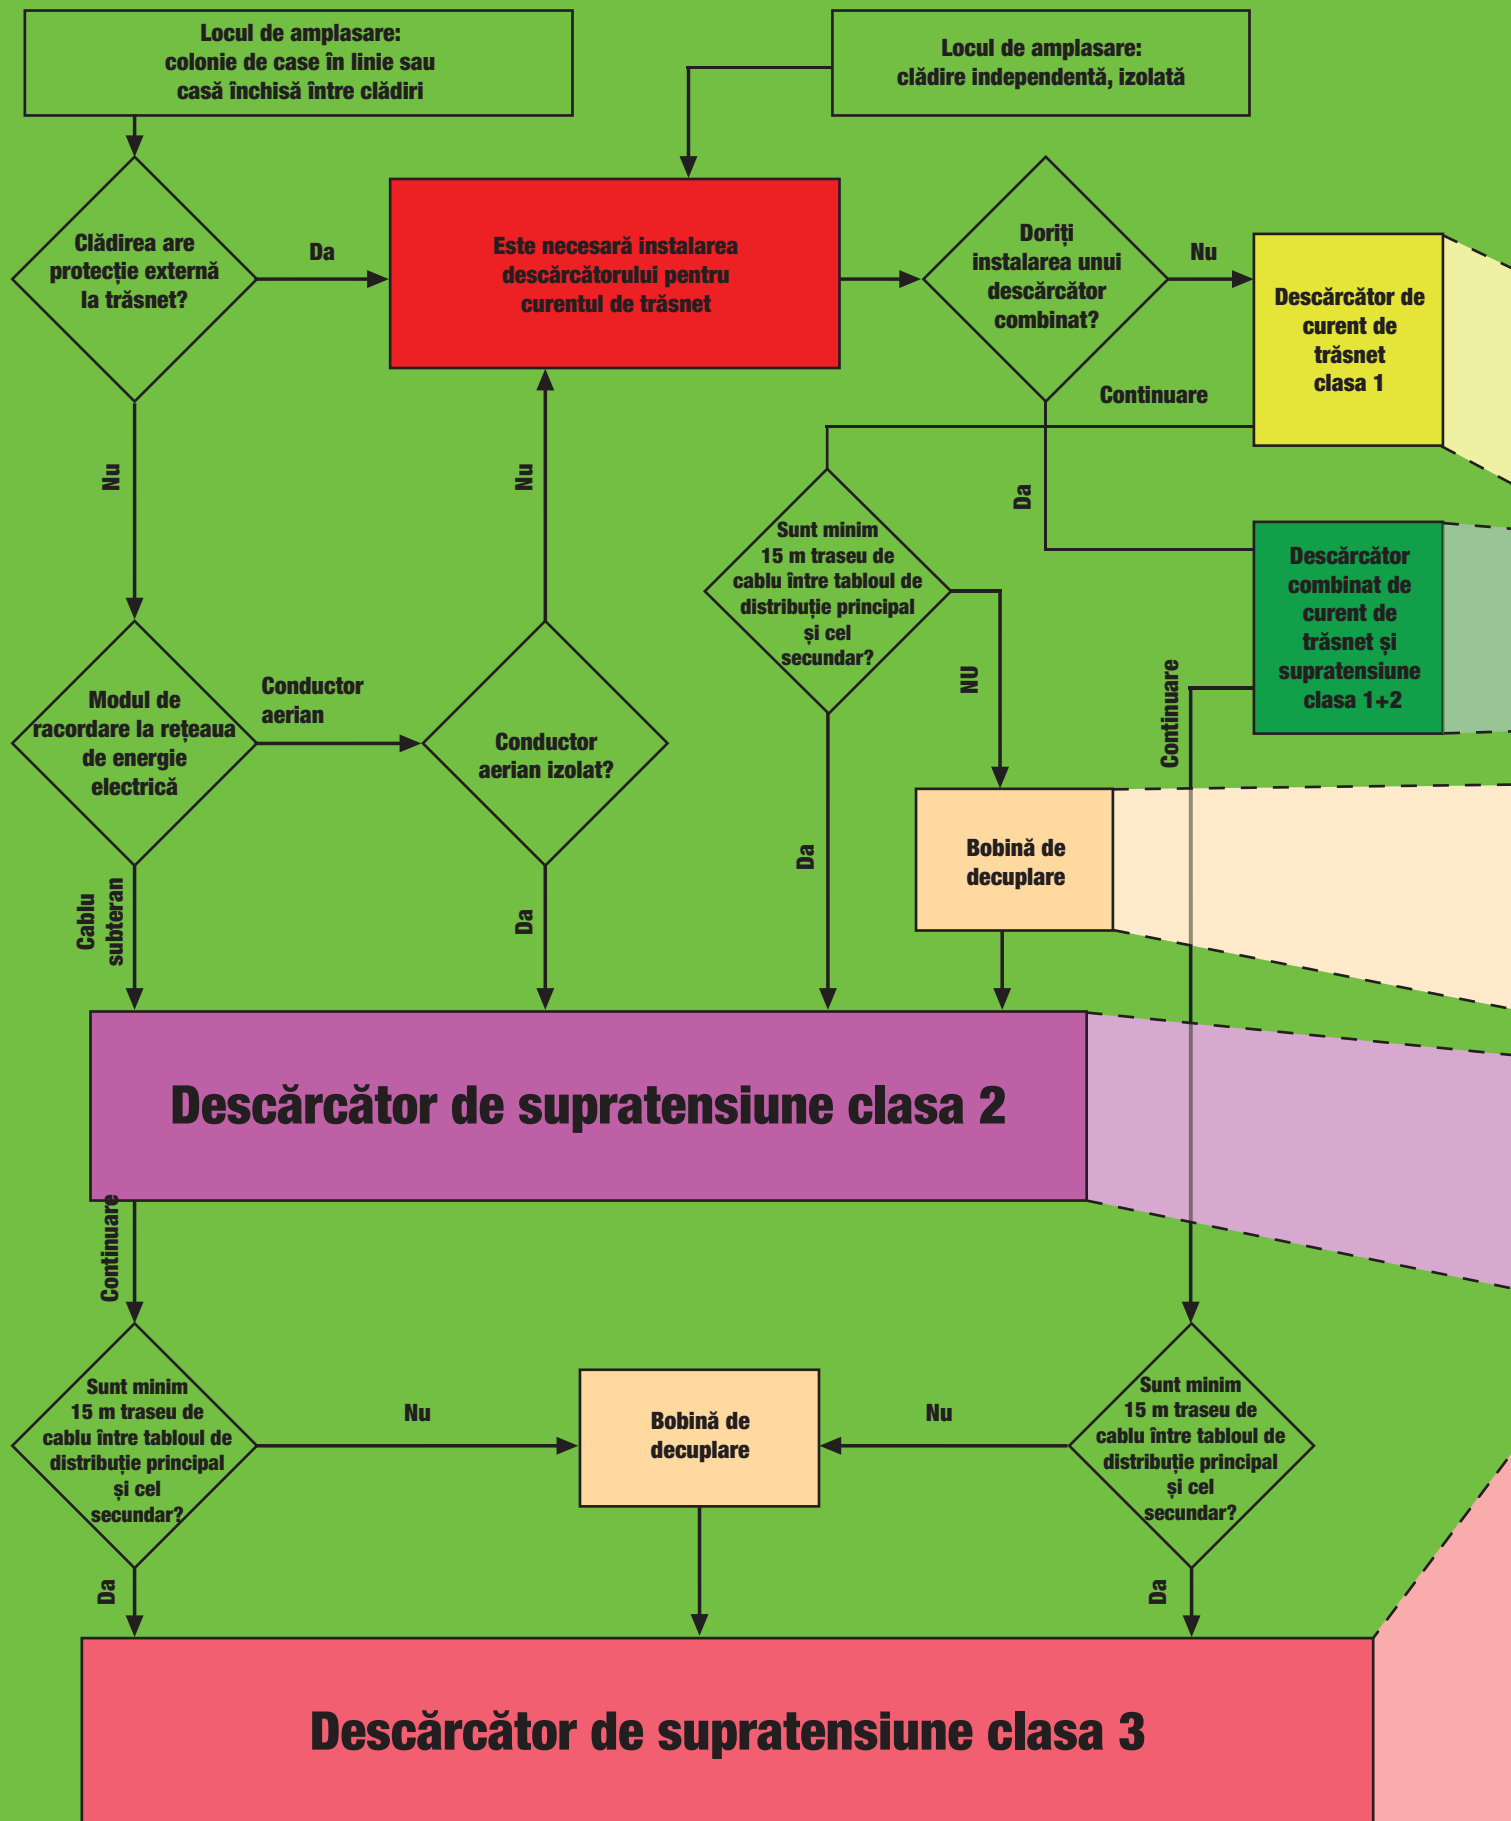 Locul de amplasare:
colonie de case în linie sau
casă închisă între clădiri
Locul de amplasare:
clădire independentă, izolată
Clădirea are
protecție externă
la trăsnet?
Da
Este necesară instalarea
descărcătorului pentru
curentul de trăsnet
Doriți
instalarea unui
descărcător
combinat?
Nu
Descărcător de
curent de
trăsnet
clasa 1
Continuare
Nu
Nu
Da
Sunt minim
15 m traseu de
cablu între tabloul de
distribuție principal
și cel
secundar?
NU
Descărcător
combinat de
curent de
trăsnet și
supratensiune
clasa 1+2
Continuare
Modul de
racordare la rețeaua
de energie
electrică
Conductor
aerian
Conductor
aerian izolat?
Da
Bobină de
decuplare
Cablu
subteran
Da
Descărcător de supratensiune clasa 2
Continuare
Sunt minim
15 m traseu de
cablu între tabloul de
distribuție principal
și cel
secundar?
Nu
Bobină de
decuplare
Nu
Sunt minim
15 m traseu de
cablu între tabloul de
distribuție principal
și cel
secundar?
Da
Da
Descărcător de supratensiune clasa 3